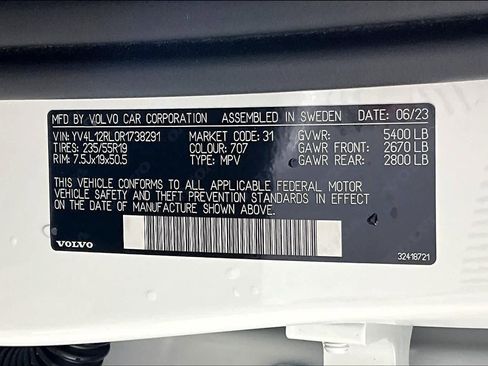 MFD BY VOLVO CAR CORPORATION ASSEMBLED IN SWEDEN DATE: 06/23
VIN: YV4L12RL0R1738291 MARKET CODE: 31 GVWR: 5400 LB
TIRES: 235/55R19 COLOUR: 707 GAWR FRONT: 2670 LB
RIM: 7.5Jx19x50.5 TYPE: MPV GAWR REAR: 2800 LB
THIS VEHICLE CONFORMS TO ALL APPLICABLE FEDERAL MOTOR
VEHICLE SAFETY AND THEFT PREVENTION STANDARDS IN EFFECT
ON THE DATE OF MANUFACTURE SHOWN ABOVE.
VOLVO
32418721